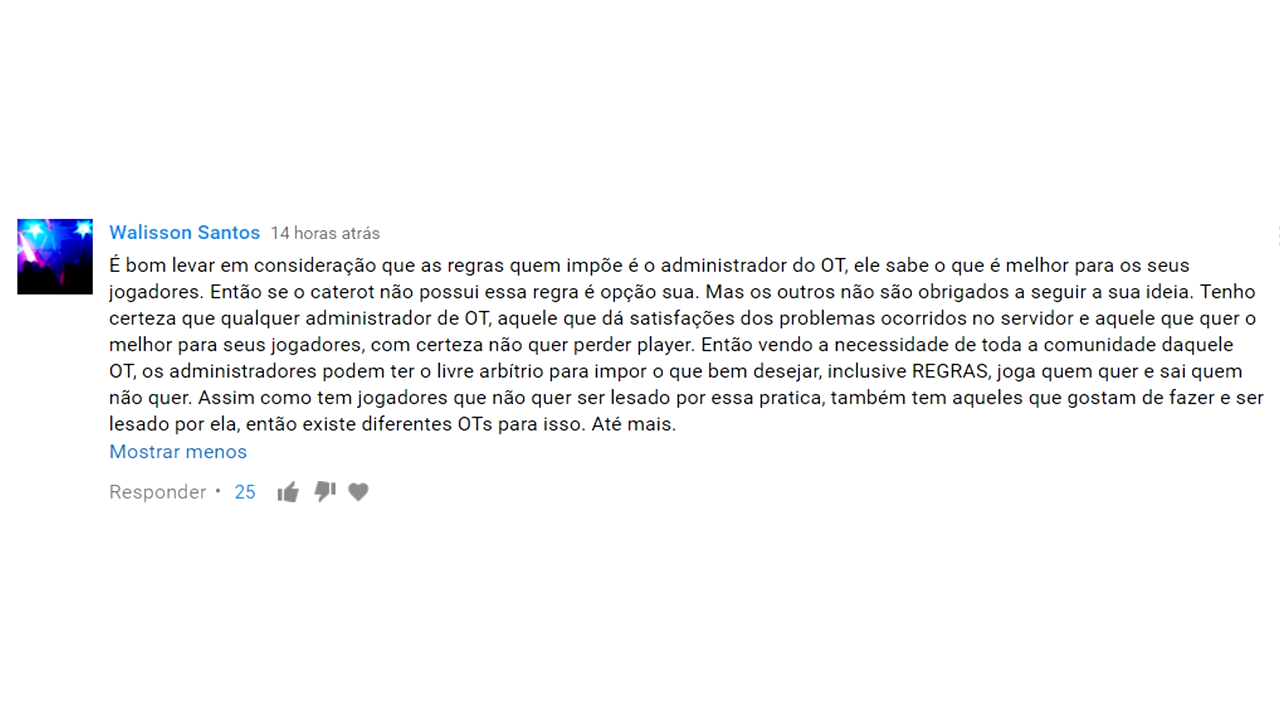 Walisson Santos 14 horas atrás
É bom levar em consideração que as regras quem impõe é o administrador do OT, ele sabe o que é melhor para os seus
jogadores. Então se o caterot não possui essa regra é opção sua. Mas os outros não são obrigados a seguir a sua ideia. Tenho
certeza que qualquer administrador de OT, aquele que dá satisfações dos problemas ocorridos no servidor e aquele que quer o
melhor para seus jogadores, com certeza não quer perder player. Então vendo a necessidade de toda a comunidade daquele
OT, os administradores podem ter o livre arbítrio para impor o que bem desejar, inclusive REGRAS, joga quem quer e sai quem
não quer. Assim como tem jogadores que não quer ser lesado por essa pratica, também tem aqueles que gostam de fazer e ser
lesado por ela, então existe diferentes OTs para isso. Até mais.
Mostrar menos
Responder • 25